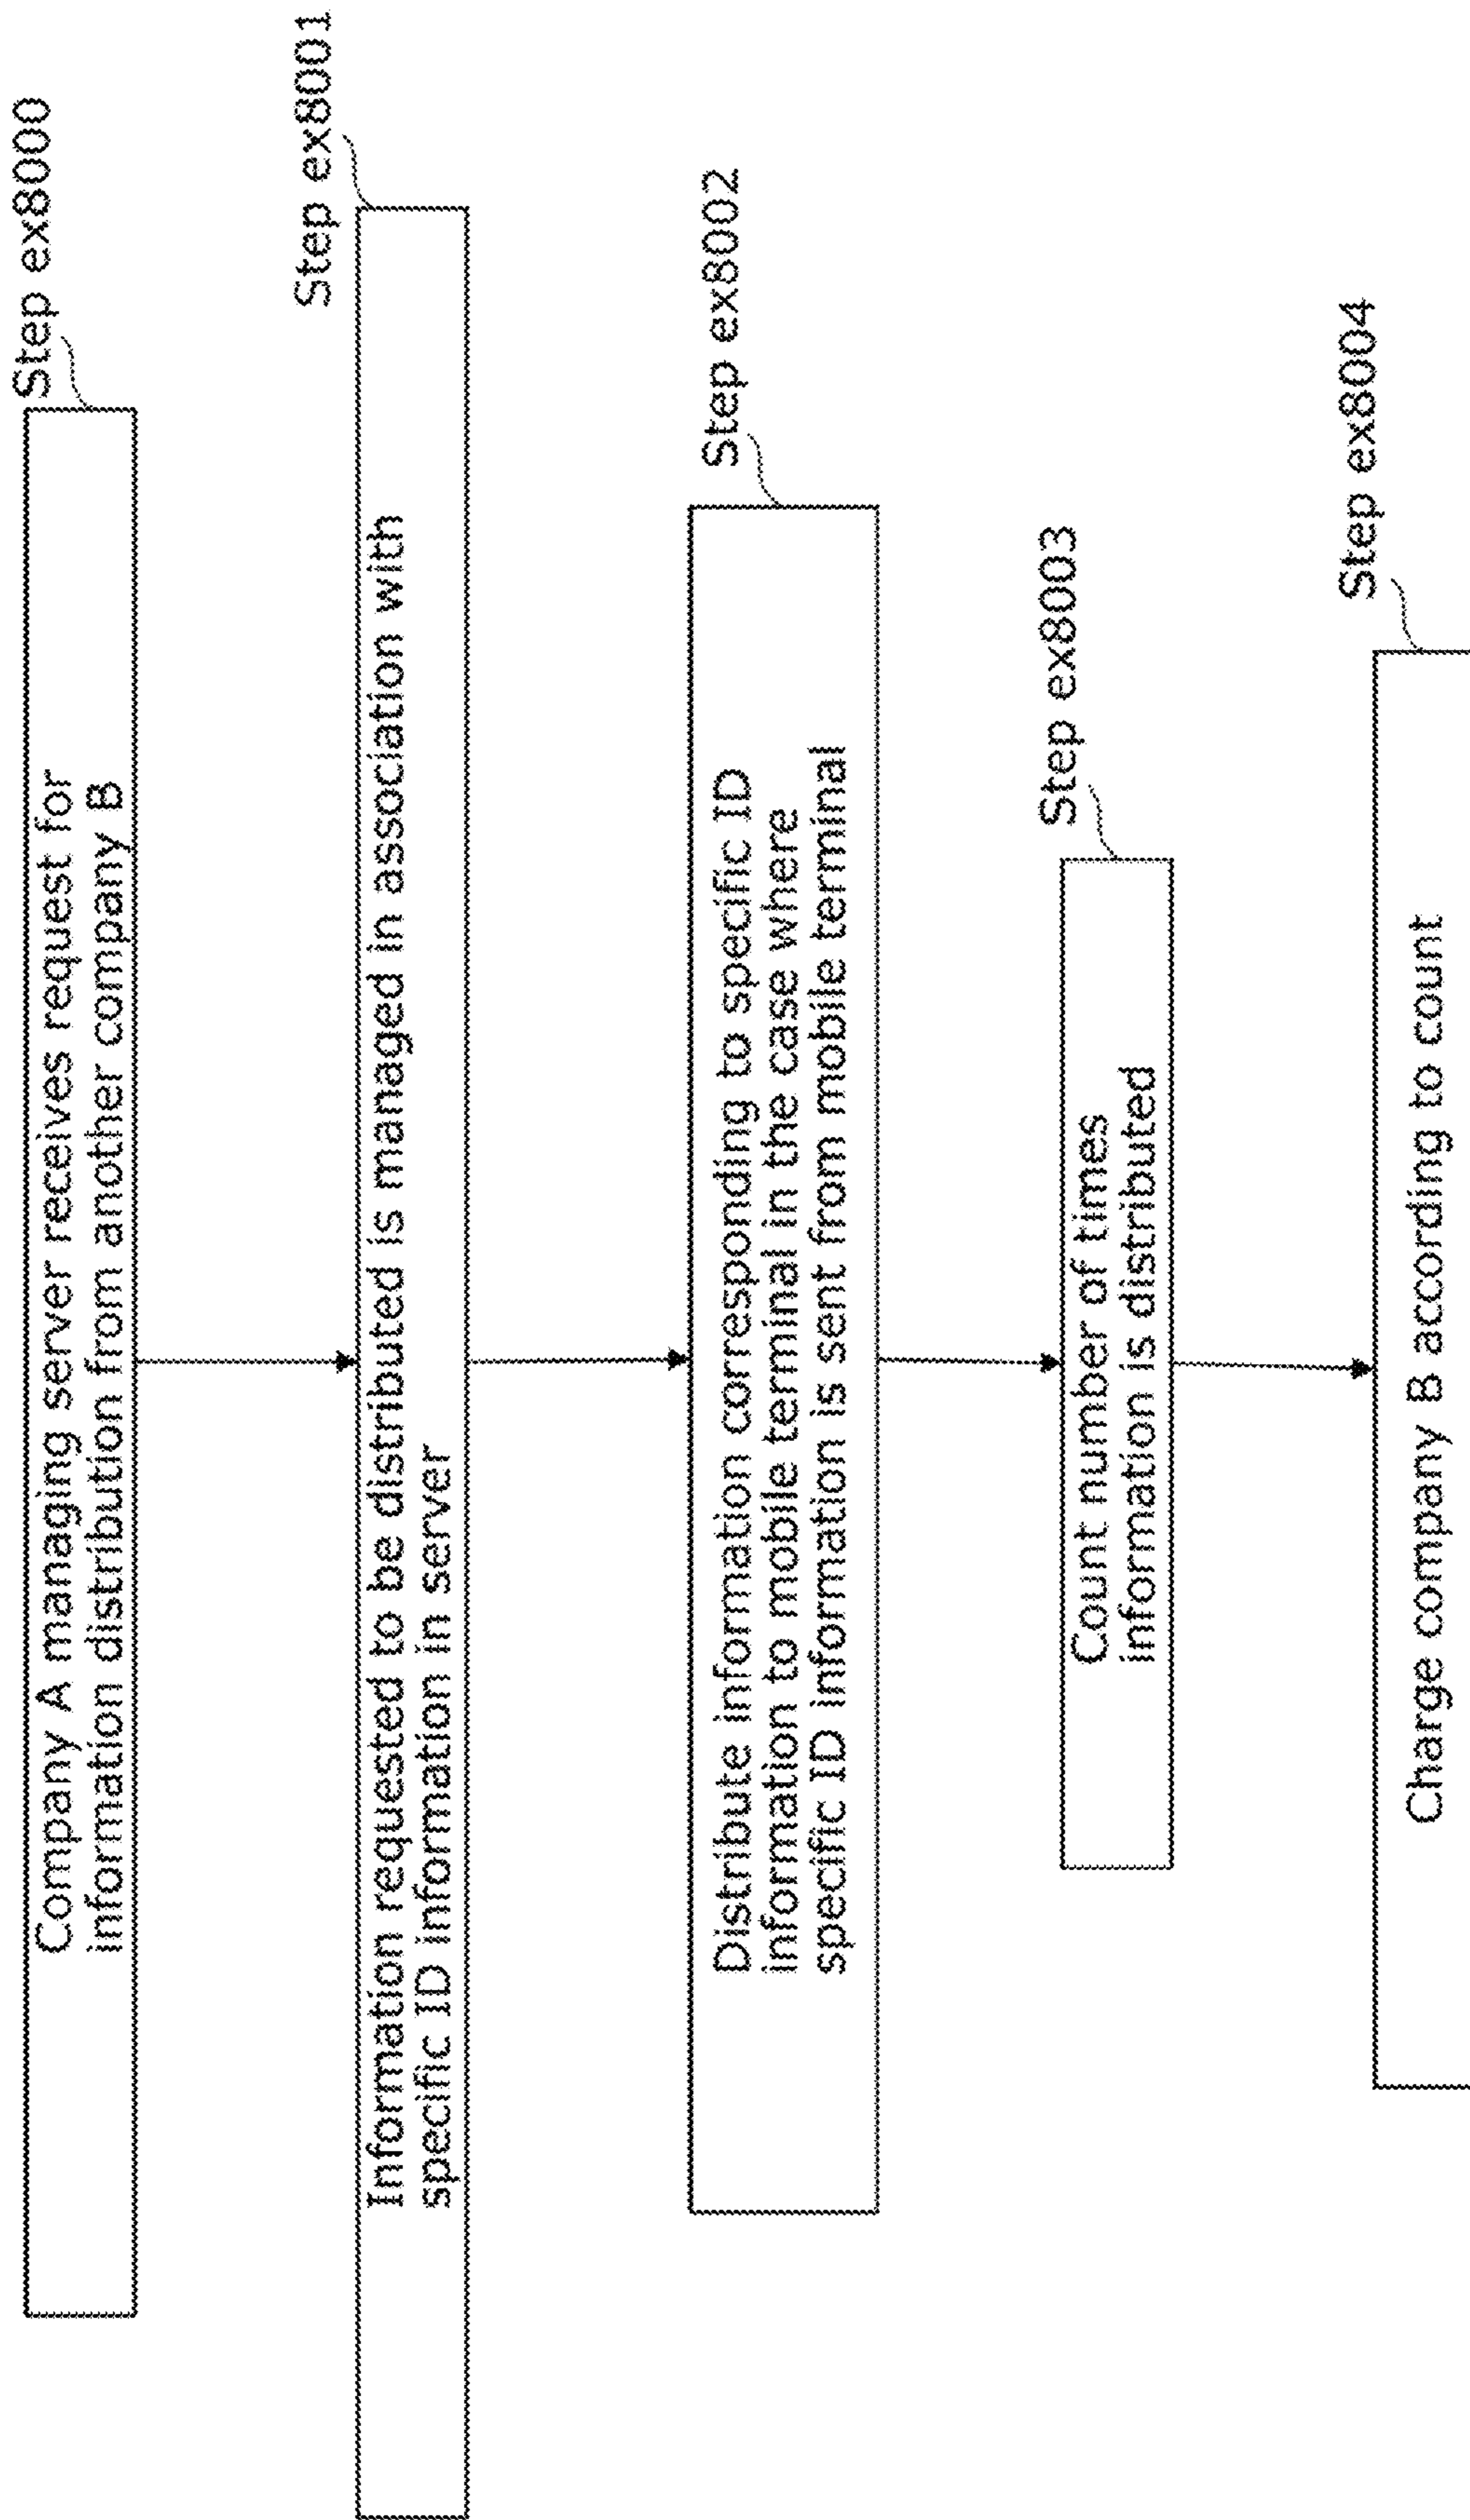 Step ex8000
Company A managing server receives request for
information distribution from another company B
Step ex8001
Information requested to be distributed is managed in association with
specific ID information in server
Step ex8002
Distribute information corresponding to specific ID
information to mobile terminal in the case where
specific ID information is sent from mobile terminal
Step ex8003
Count number of times
information is distributed
Step ex8004
Charge company B according to count